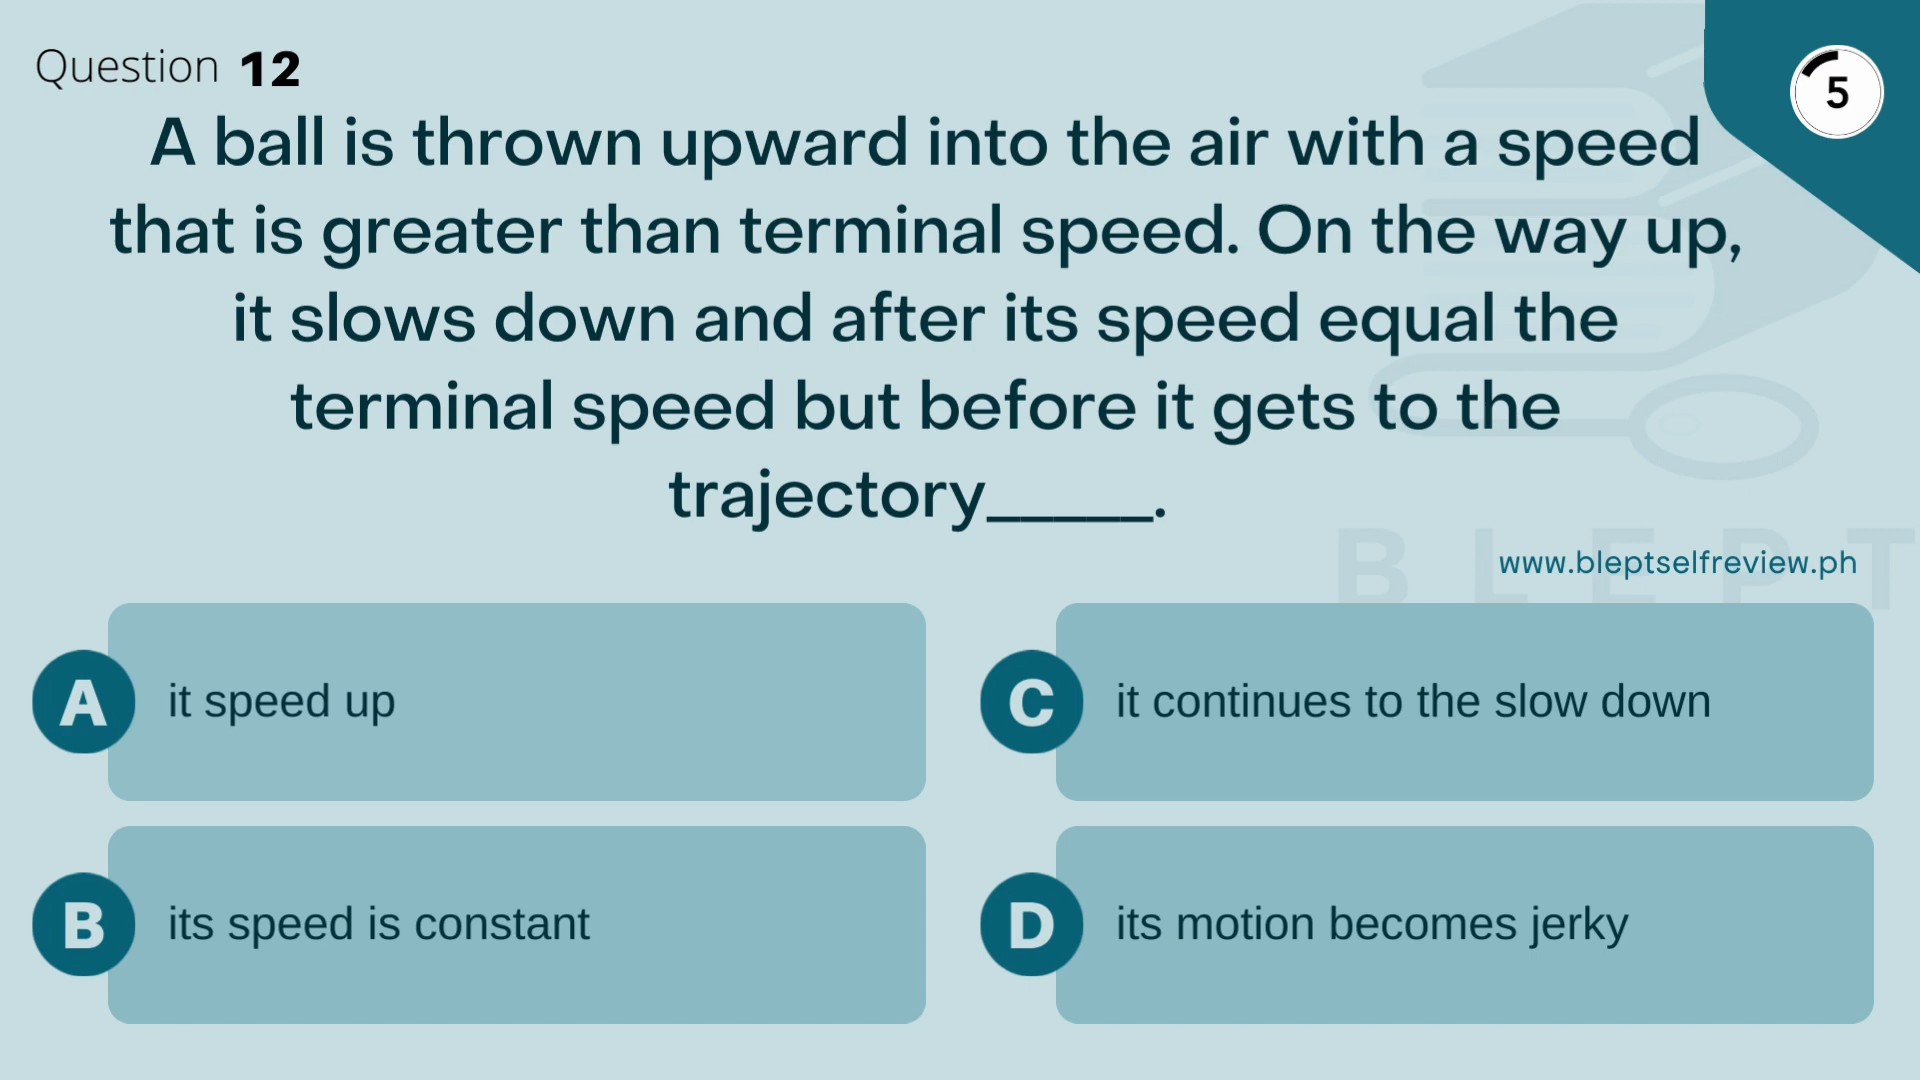 Question 12
5
A ball is thrown upward into the air with a speed
that is greater than terminal speed. On the way up,
it slows down and after its speed equal the
terminal speed but before it gets to the
trajectory_____.
BLEPT
www.bleptselfreview.ph
A it speed up
C it continues to the slow down
B its speed is constant
D its motion becomes jerky